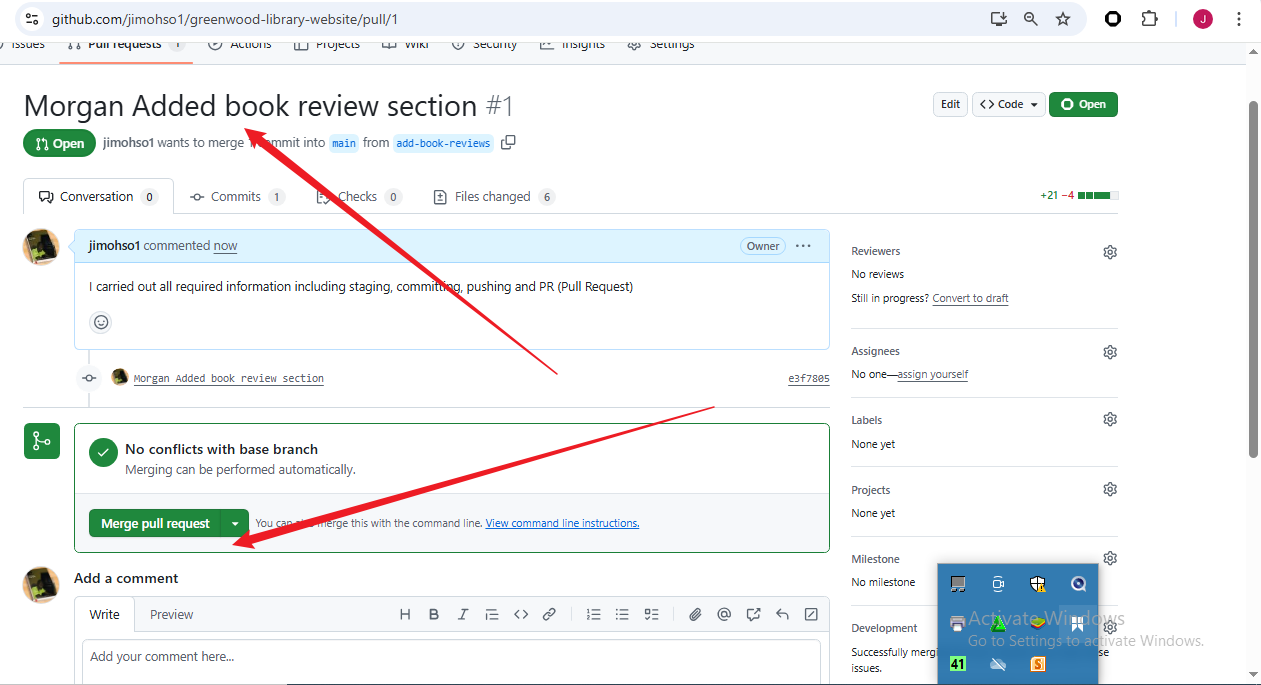 github.com/jimohso1/greenwood-library-website/pull/1
J
Issues Pull requests 1 Actions Projects Wiki Security Insights Settings
Morgan Added book review section #1
Edit <> Code Open
Open jimohso1 wants to merge 1 commit into main from add-book-reviews
Conversation 0 Commits 1 Checks 0 Files changed 6
+21 −4
jimohso1 commented now
Owner ...
I carried out all required information including staging, committing, pushing and PR (Pull Request)
Morgan Added book review section
e3f7805
No conflicts with base branch
Merging can be performed automatically.
Merge pull request
You can also merge this with the command line. View command line instructions.
Add a comment
Write Preview
H B I
Add your comment here...
Reviewers
No reviews
Still in progress? Convert to draft
Assignees
No one—assign yourself
Labels
None yet
Projects
None yet
Milestone
No milestone
Development
Successfully
issues.
Activate Windows
Go to Settings to activate Windows.
41
S